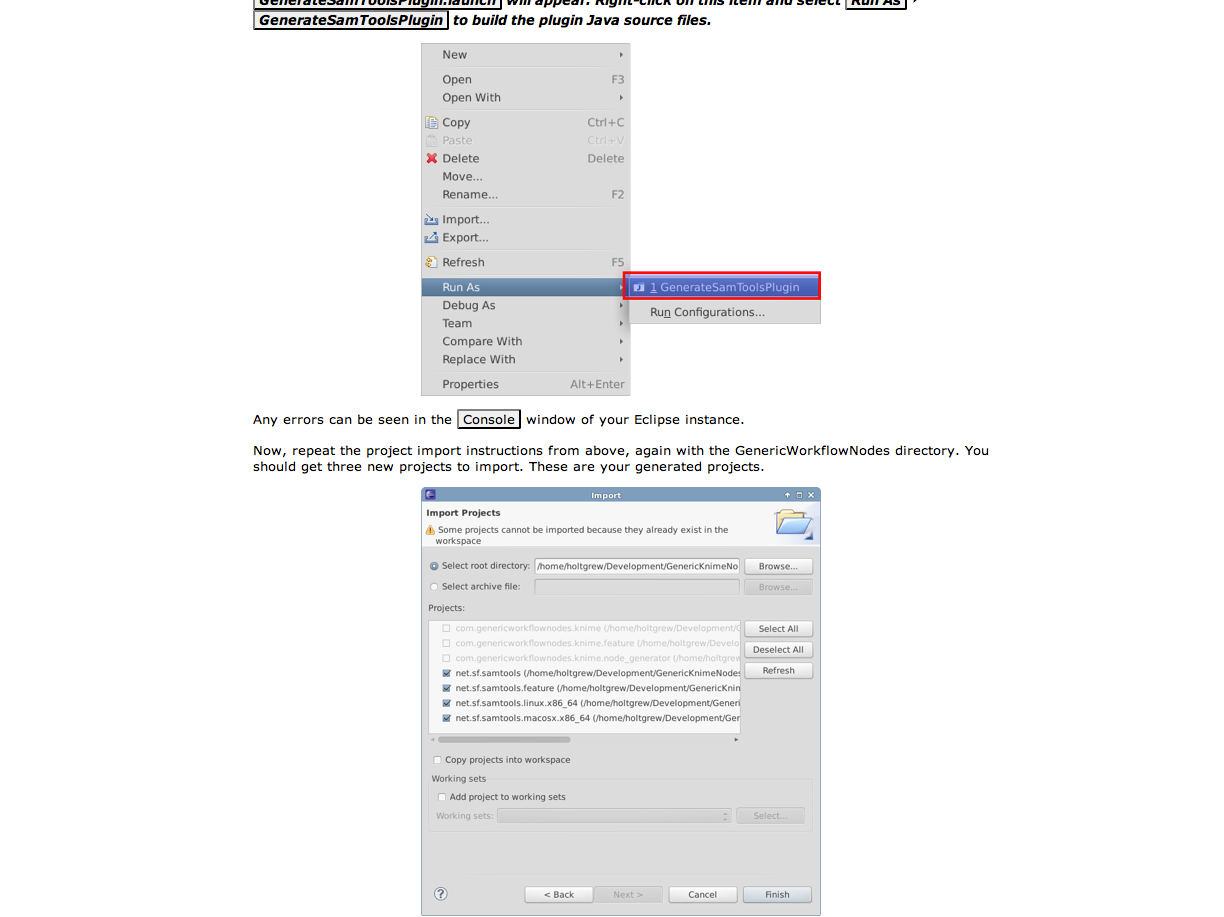 GenerateSamToolsPlugin.launch will appear. Right-click on this item and select Run As ›
GenerateSamToolsPlugin to build the plugin Java source files.
New
Open F3
Open With
Copy Ctrl+C
Paste Ctrl+V
Delete Delete
Move...
Rename... F2
Import...
Export...
Refresh F5
Run As
1 GenerateSamToolsPlugin
Debug As
Run Configurations...
Team
Compare With
Replace With
Properties Alt+Enter
Any errors can be seen in the Console window of your Eclipse instance.
Now, repeat the project import instructions from above, again with the GenericWorkflowNodes directory. You
should get three new projects to import. These are your generated projects.
Import
Import Projects
Some projects cannot be imported because they already exist in the
workspace
Select root directory: /home/holtgrew/Development/GenericKnimeNo Browse...
Select archive file: Browse...
Projects:
com.genericworkflownodes.knime (/home/holtgrew/Development/G Select All
com.genericworkflownodes.knime.feature (/home/holtgrew/Develo
com.genericworkflownodes.knime.node_generator (/home/holtgrew Deselect All
net.sf.samtools (/home/holtgrew/Development/GenericKnimeNodes Refresh
net.sf.samtools.feature (/home/holtgrew/Development/GenericKnin
net.sf.samtools.linux.x86_64 (/home/holtgrew/Development/Generi
net.sf.samtools.macosx.x86_64 (/home/holtgrew/Development/Ger
Copy projects into workspace
Working sets
Add project to working sets
Working sets: Select...
? < Back Next > Cancel Finish